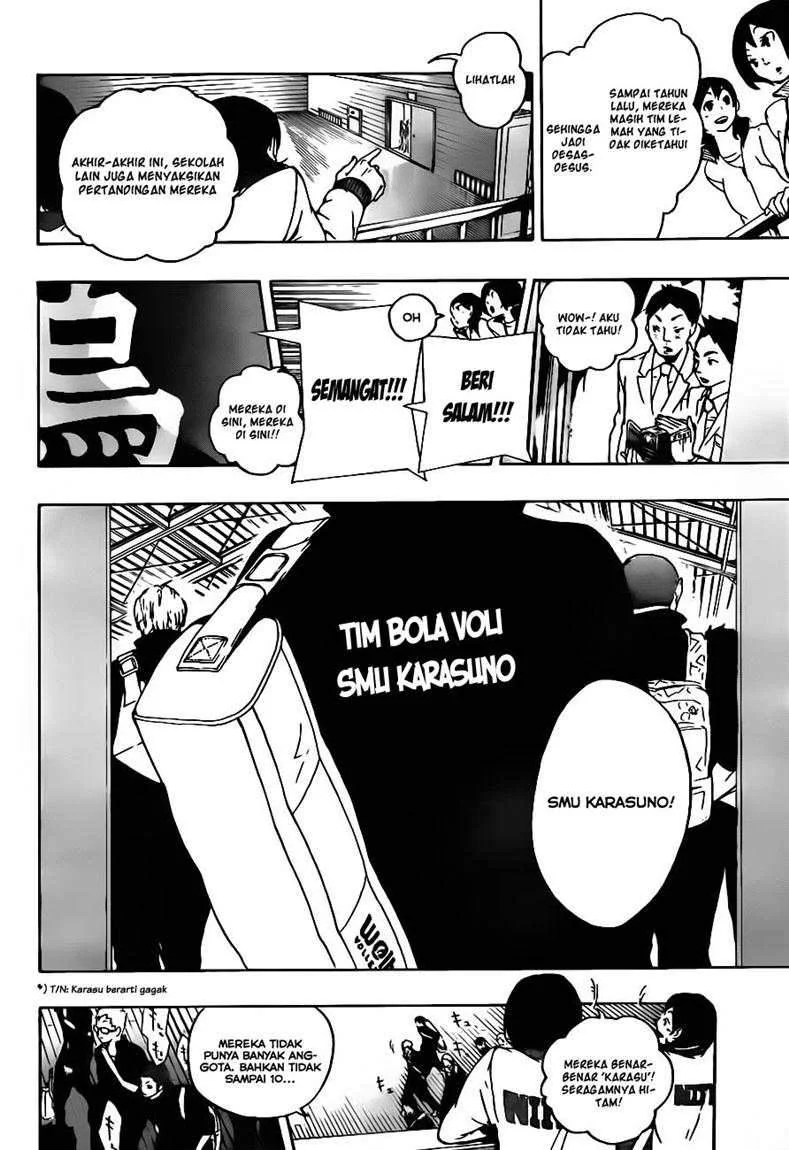 SAMPAI TAHUN
LALU, MEREKA
MASIH TIM LE-
MAH YANG TI-
DAK DIKETAHUI
SEHINGGA
JADI
DESAS-
DESUS.
LIHATLAH
AKHIR-AKHIR INI, SEKOLAH
LAIN JUGA MENYAKSIKAN
PERTANDINGAN MEREKA
WOW~! AKU
TIDAK TAHU!
OH
BERI
SALAM!!!
SEMANGAT!!!
MEREKA DI
SINI, MEREKA
DI SINI!!
烏
TIM BOLA VOLI
SMU KARASUNO
SMU KARASUNO!
*) T/N: Karasu berarti gagak
MEREKA BENAR-
BENAR 'KARASU'!
SERAGAMNYA HI-
TAM!
MEREKA TIDAK
PUNYA BANYAK ANG-
GOTA. BAHKAN TIDAK
SAMPAI 10...